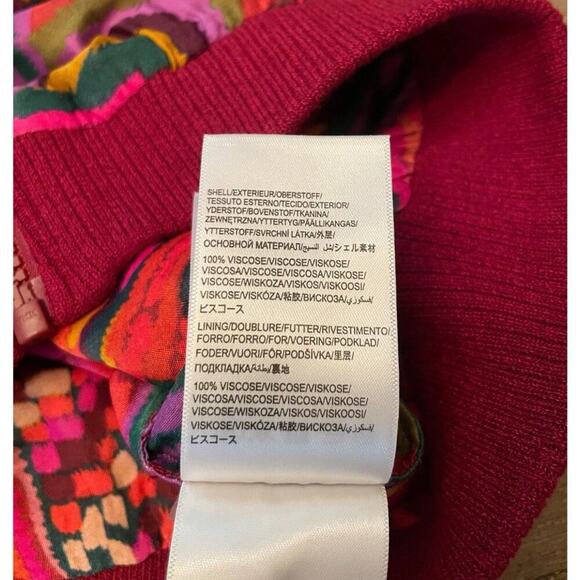 SHELL/EXTERIEUR/OBERSTOFF/
TESSUTO ESTERNO/TECIDO/EXTERIOR/
YDERSTOF/BOVENSTOF/TKANINA/
ZEWNĘTRZNA/YTTERTYG/PÄÄLLIKANGAS/
YTTERSTOFF/SVRCHNÍ LÁTKA/外层/
ОСНОВНОЙ МАТЕРИАЛ/شل النسيج/シェル素材
100% VISCOSE/VISCOSE/VISKOSE/
VISCOSA/VISCOSE/VISCOSA/VISKOSE/
VISCOSE/WISKOZA/VISKOS/VISKOOSI/
VISKOSE/VISKÓZA/粘胶/ВИСКОЗА/فسكوزي/
ビスコース
LINING/DOUBLURE/FUTTER/RIVESTIMENTO/
FORRO/FORRO/FOR/VOERING/PODKLAD/
FODER/VUORI/FÓR/PODŠÍVKA/里层/
ПОДКЛАДКА/بطانة/裏地
100% VISCOSE/VISCOSE/VISKOSE/
VISCOSA/VISCOSE/VISCOSA/VISKOSE/
VISCOSE/WISKOZA/VISKOS/VISKOOSI/
VISKOSE/VISKÓZA/粘胶/ВИСКОЗА/فسكوزي/
ビスコース